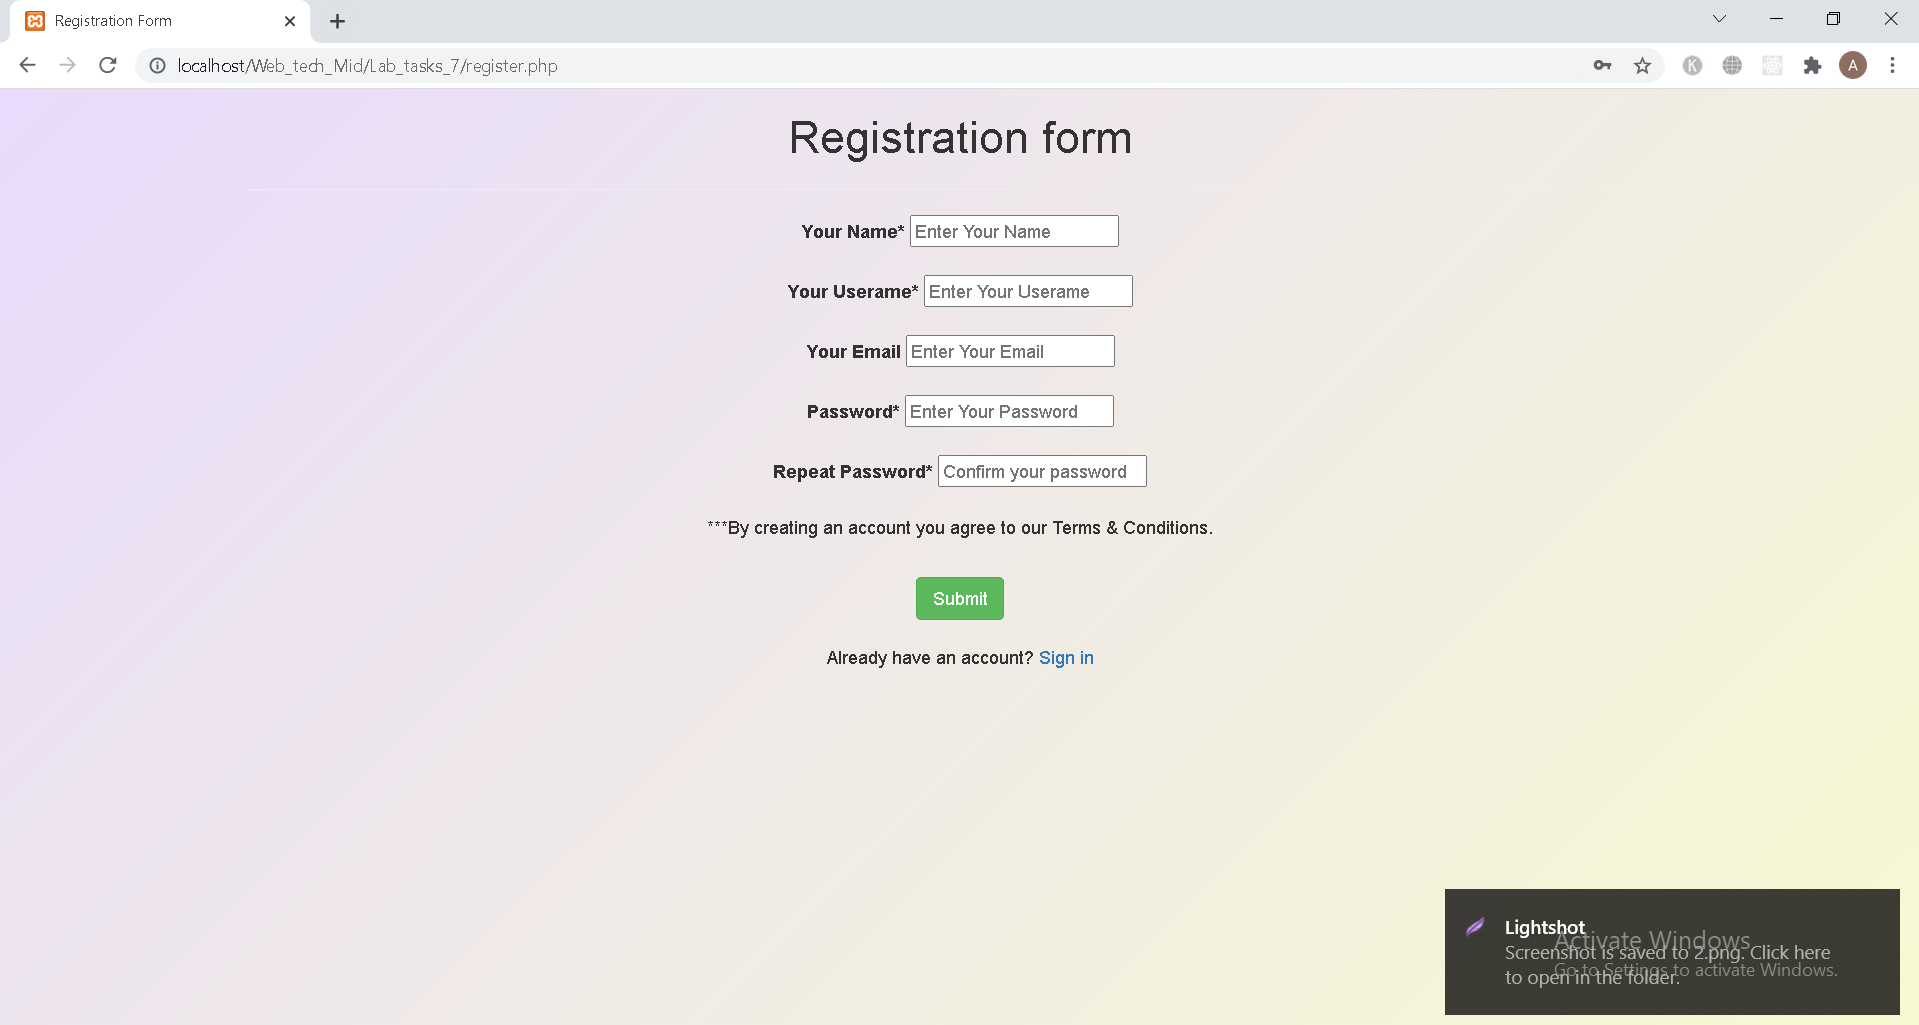 Registration Form
localhost/Web_tech_Mid/Lab_tasks_7/register.php
K
A
Registration form
Your Name* Enter Your Name
Your Userame* Enter Your Userame
Your Email Enter Your Email
Password* Enter Your Password
Repeat Password* Confirm your password
***By creating an account you agree to our Terms & Conditions.
Submit
Already have an account? Sign in
Lightshot
Activate Windows
Screenshot is saved to 2.png. Click here
Go to Settings to activate Windows.
to open in the folder.